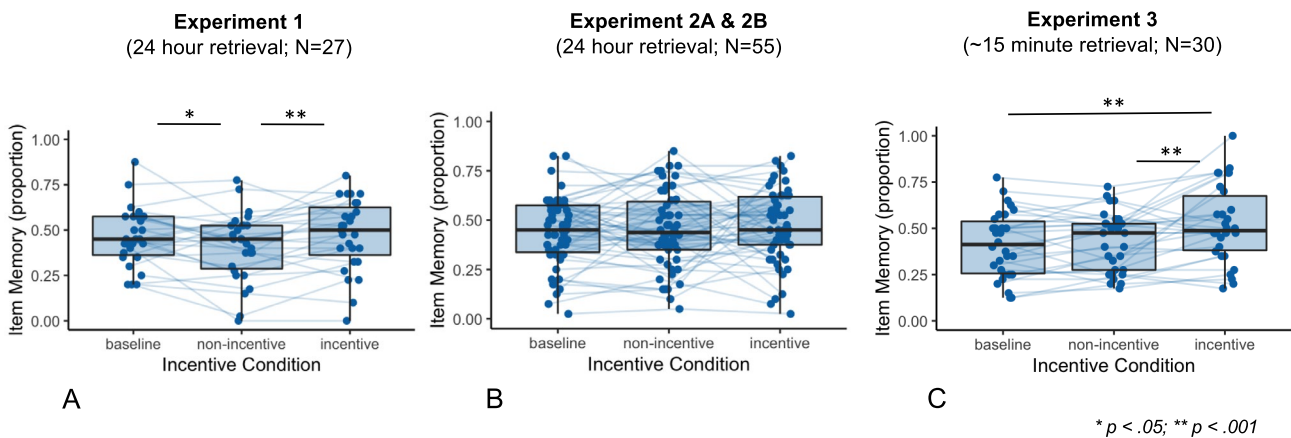 Experiment 1
(24 hour retrieval; N=27)
Experiment 2A & 2B
(24 hour retrieval; N=55)
Experiment 3
(~15 minute retrieval; N=30)
* **
Item Memory (proportion)
1.00
0.75
0.50
0.25
0.00
baseline non-incentive incentive
Incentive Condition
A
Item Memory (proportion)
1.00
0.75
0.50
0.25
0.00
baseline non-incentive incentive
Incentive Condition
B
**
**
Item Memory (proportion)
1.00
0.75
0.50
0.25
0.00
baseline non-incentive incentive
Incentive Condition
C
* p < .05; ** p < .001